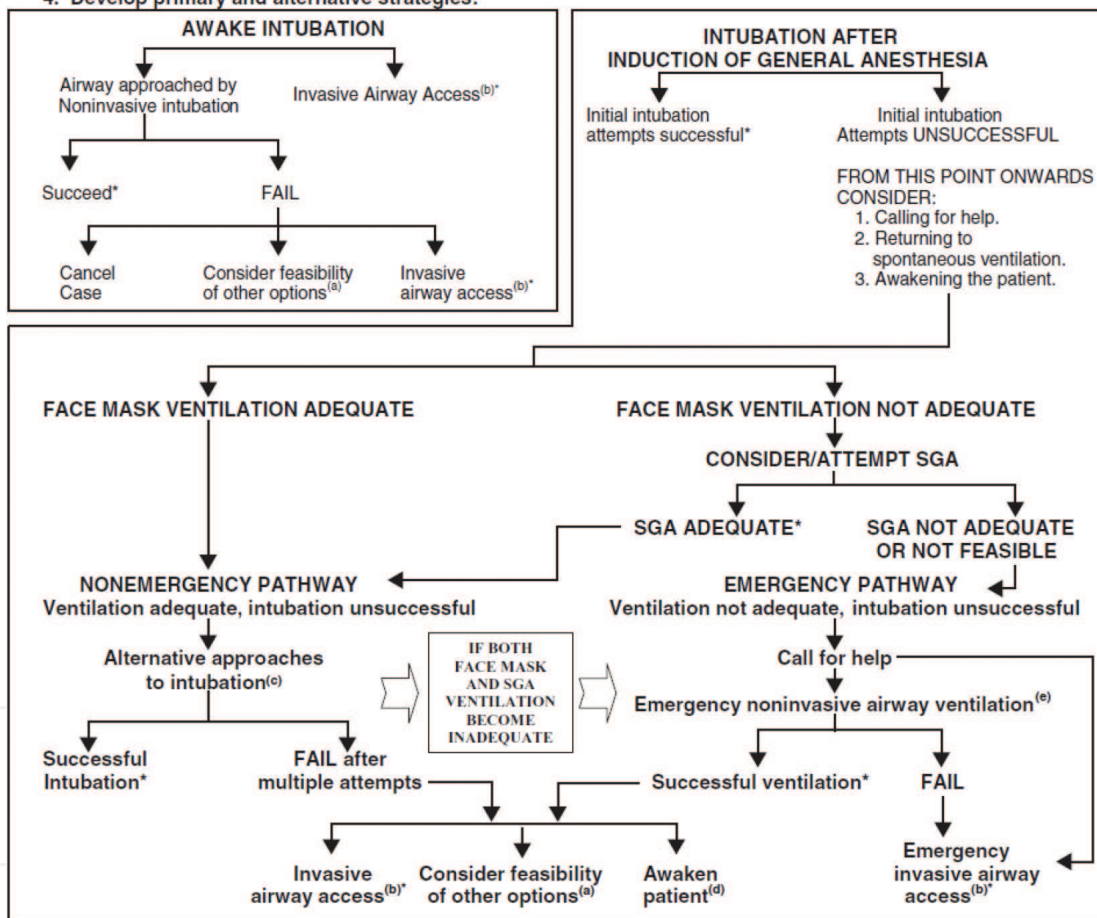 4. Develop primary and alternative strategies:
AWAKE INTUBATION
Airway approached by
Noninvasive intubation
Invasive Airway Access(b)*
Succeed*
FAIL
Cancel
Case
Consider feasibility
of other options(a)
Invasive
airway access(b)*
INTUBATION AFTER
INDUCTION OF GENERAL ANESTHESIA
Initial intubation
attempts successful*
Initial intubation
Attempts UNSUCCESSFUL
FROM THIS POINT ONWARDS
CONSIDER:
1. Calling for help.
2. Returning to
spontaneous ventilation.
3. Awakening the patient.
FACE MASK VENTILATION ADEQUATE
FACE MASK VENTILATION NOT ADEQUATE
CONSIDER/ATTEMPT SGA
SGA ADEQUATE*
SGA NOT ADEQUATE
OR NOT FEASIBLE
NONEMERGENCY PATHWAY
Ventilation adequate, intubation unsuccessful
EMERGENCY PATHWAY
Ventilation not adequate, intubation unsuccessful
Alternative approaches
to intubation(c)
IF BOTH
FACE MASK
AND SGA
VENTILATION
BECOME
INADEQUATE
Call for help
Emergency noninvasive airway ventilation(e)
Successful
Intubation*
FAIL after
multiple attempts
Successful ventilation*
FAIL
Invasive
airway access(b)*
Consider feasibility
of other options(a)
Awaken
patient(d)
Emergency
invasive airway
access(b)*